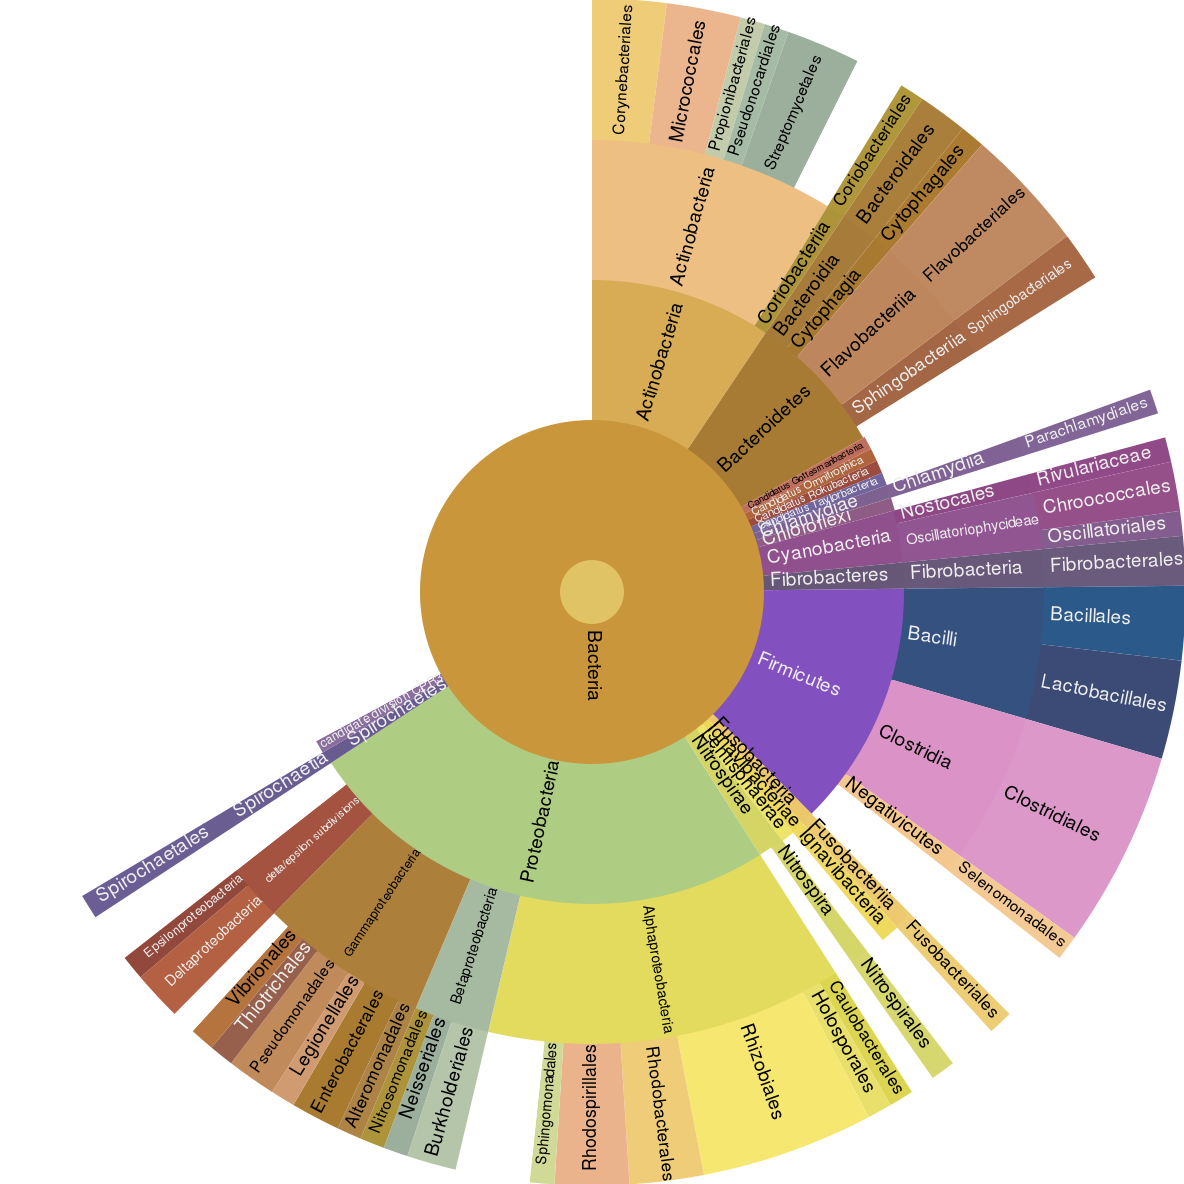 Bacteria
Actinobacteria
Actinobacteria
Corynebacteriales
Micrococcales
Propionibacteriales
Pseudonocardiales
Streptomycetales
Coriobacteriia
Coriobacteriales
Bacteroidetes
Bacteroidia
Bacteroidales
Cytophagia
Cytophagales
Flavobacteriia
Flavobacteriales
Sphingobacteriia
Sphingobacteriales
Candidatus Gottesmanbacteria
Candidatus Omnitrophica
Candidatus Rokubacteria
Candidatus Taylorbacteria
Chlamydiae
Chlamydiia
Parachlamydiales
Chloroflexi
Cyanobacteria
Nostocales
Rivulariaceae
Oscillatoriophycideae
Chroococcales
Oscillatoriales
Fibrobacteres
Fibrobacteria
Fibrobacterales
Firmicutes
Bacilli
Bacillales
Lactobacillales
Clostridia
Clostridiales
Negativicutes
Selenomonadales
Fusobacteria
Fusobacteriia
Fusobacteriales
Ignavibacteriae
Ignavibacteria
Lentisphaerae
Nitrospirae
Nitrospira
Nitrospirales
Proteobacteria
Alphaproteobacteria
Caulobacterales
Holosporales
Rhizobiales
Rhodobacterales
Rhodospirillales
Sphingomonadales
Betaproteobacteria
Burkholderiales
Neisseriales
Nitrosomonadales
Gammaproteobacteria
Alteromonadales
Enterobacterales
Legionellales
Pseudomonadales
Thiotrichales
Vibrionales
delta/epsilon subdivisions
Deltaproteobacteria
Epsilonproteobacteria
Spirochaetes
Spirochaetia
Spirochaetales
candidate division